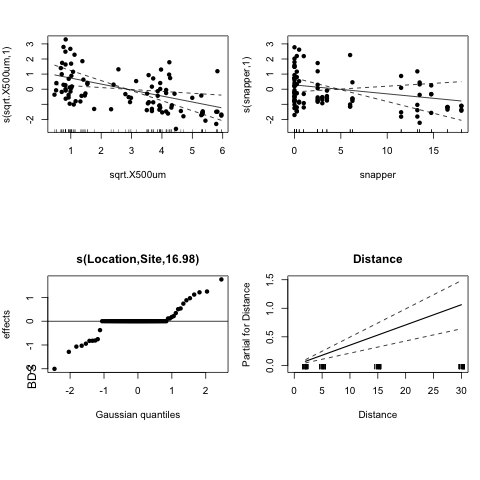 s(sqrt.X500um,1)
3
2
1
0
-2
1 2 3 4 5 6
sqrt.X500um
s(snapper,1)
3
2
1
0
-2
0 5 10 15
snapper
s(Location,Site,16.98)
effects
1
0
-1
-2
BDS
-2 -1 0 1 2
Gaussian quantiles
Distance
Partial for Distance
1.5
1.0
0.5
0.0
0 5 10 15 20 25 30
Distance